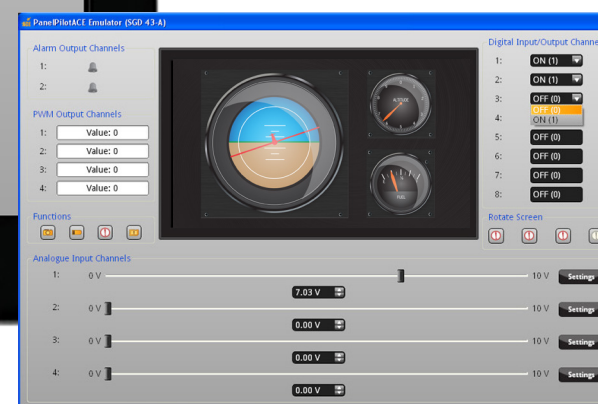 PanelPilotACE Emulator (SGD 43-A)
Alarm Output Channels
1:
2:
PWM Output Channels
1: Value: 0
2: Value: 0
3: Value: 0
4: Value: 0
Functions
ALTITUDE
FUEL
Digital Input/Output Channe
1: ON (1)
2: ON (1)
3: OFF (0)
OFF (0)
4: ON (1)
5: OFF (0)
6: OFF (0)
7: OFF (0)
8: OFF (0)
Rotate Screen
Analogue Input Channels
1: 0 V 10 V Settings
7.03 V
2: 0 V 10 V Settings
0.00 V
3: 0 V 10 V Settings
0.00 V
4: 0 V 10 V Settings
0.00 V